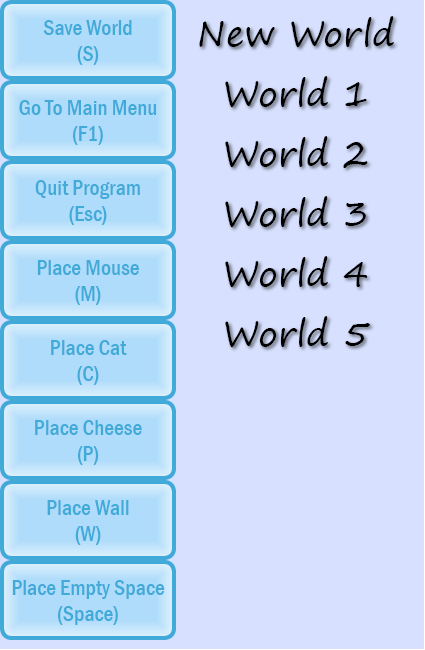 Save World
(S)
Go To Main Menu
(F1)
Quit Program
(Esc)
Place Mouse
(M)
Place Cat
(C)
Place Cheese
(P)
Place Wall
(W)
Place Empty Space
(Space)
New World
World 1
World 2
World 3
World 4
World 5